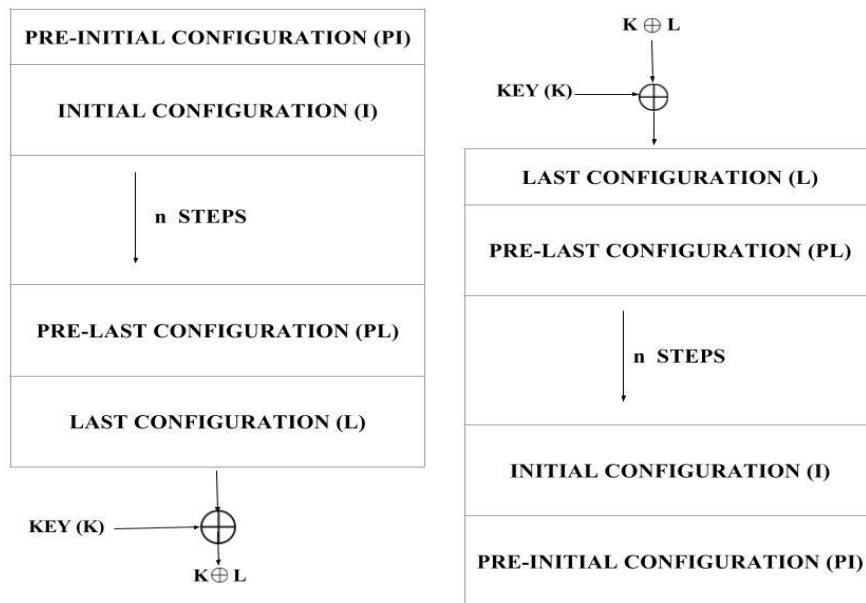 PRE-INITIAL CONFIGURATION (PI)
INITIAL CONFIGURATION (I)
n STEPS
PRE-LAST CONFIGURATION (PL)
LAST CONFIGURATION (L)
KEY (K)
K ⊕ L
K ⊕ L
KEY (K)
LAST CONFIGURATION (L)
PRE-LAST CONFIGURATION (PL)
n STEPS
INITIAL CONFIGURATION (I)
PRE-INITIAL CONFIGURATION (PI)